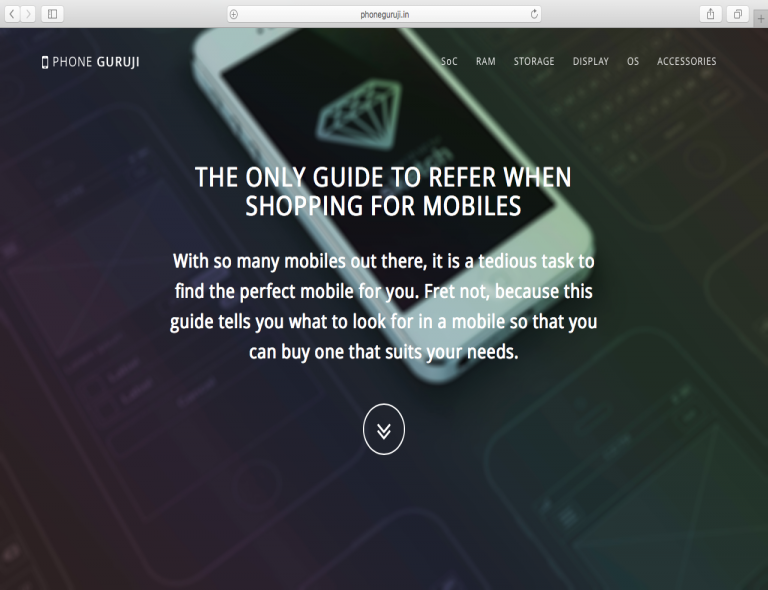 phoneguruji.in
PHONE GURUJI
SoC RAM STORAGE DISPLAY OS ACCESSORIES
THE ONLY GUIDE TO REFER WHEN
SHOPPING FOR MOBILES
With so many mobiles out there, it is a tedious task to
find the perfect mobile for you. Fret not, because this
guide tells you what to look for in a mobile so that you
can buy one that suits your needs.